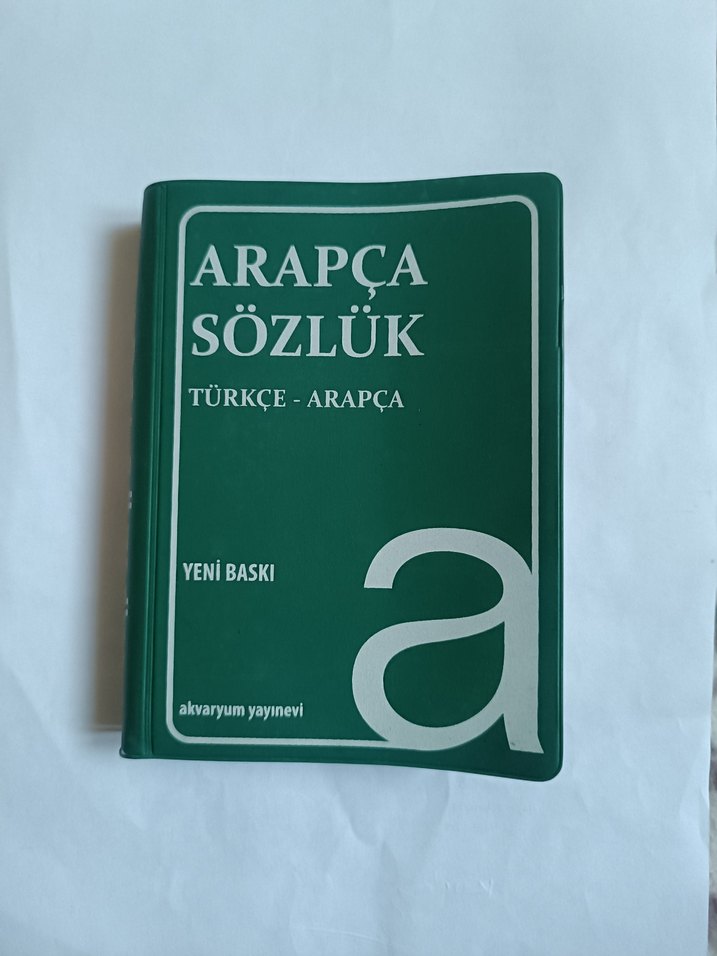 ARAPÇA
SÖZLÜK
TÜRKÇE - ARAPÇA
YENİ BASKI
akvaryum yayınevi
a